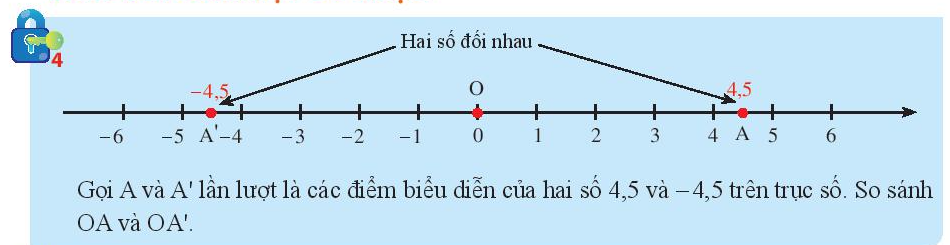 4
Hai số đối nhau
−4,5 O 4,5
−6 −5 A' −4 −3 −2 −1 0 1 2 3 4 A 5 6
Gọi A và A' lần lượt là các điểm biểu diễn của hai số 4,5 và −4,5 trên trục số. So sánh
OA và OA'.